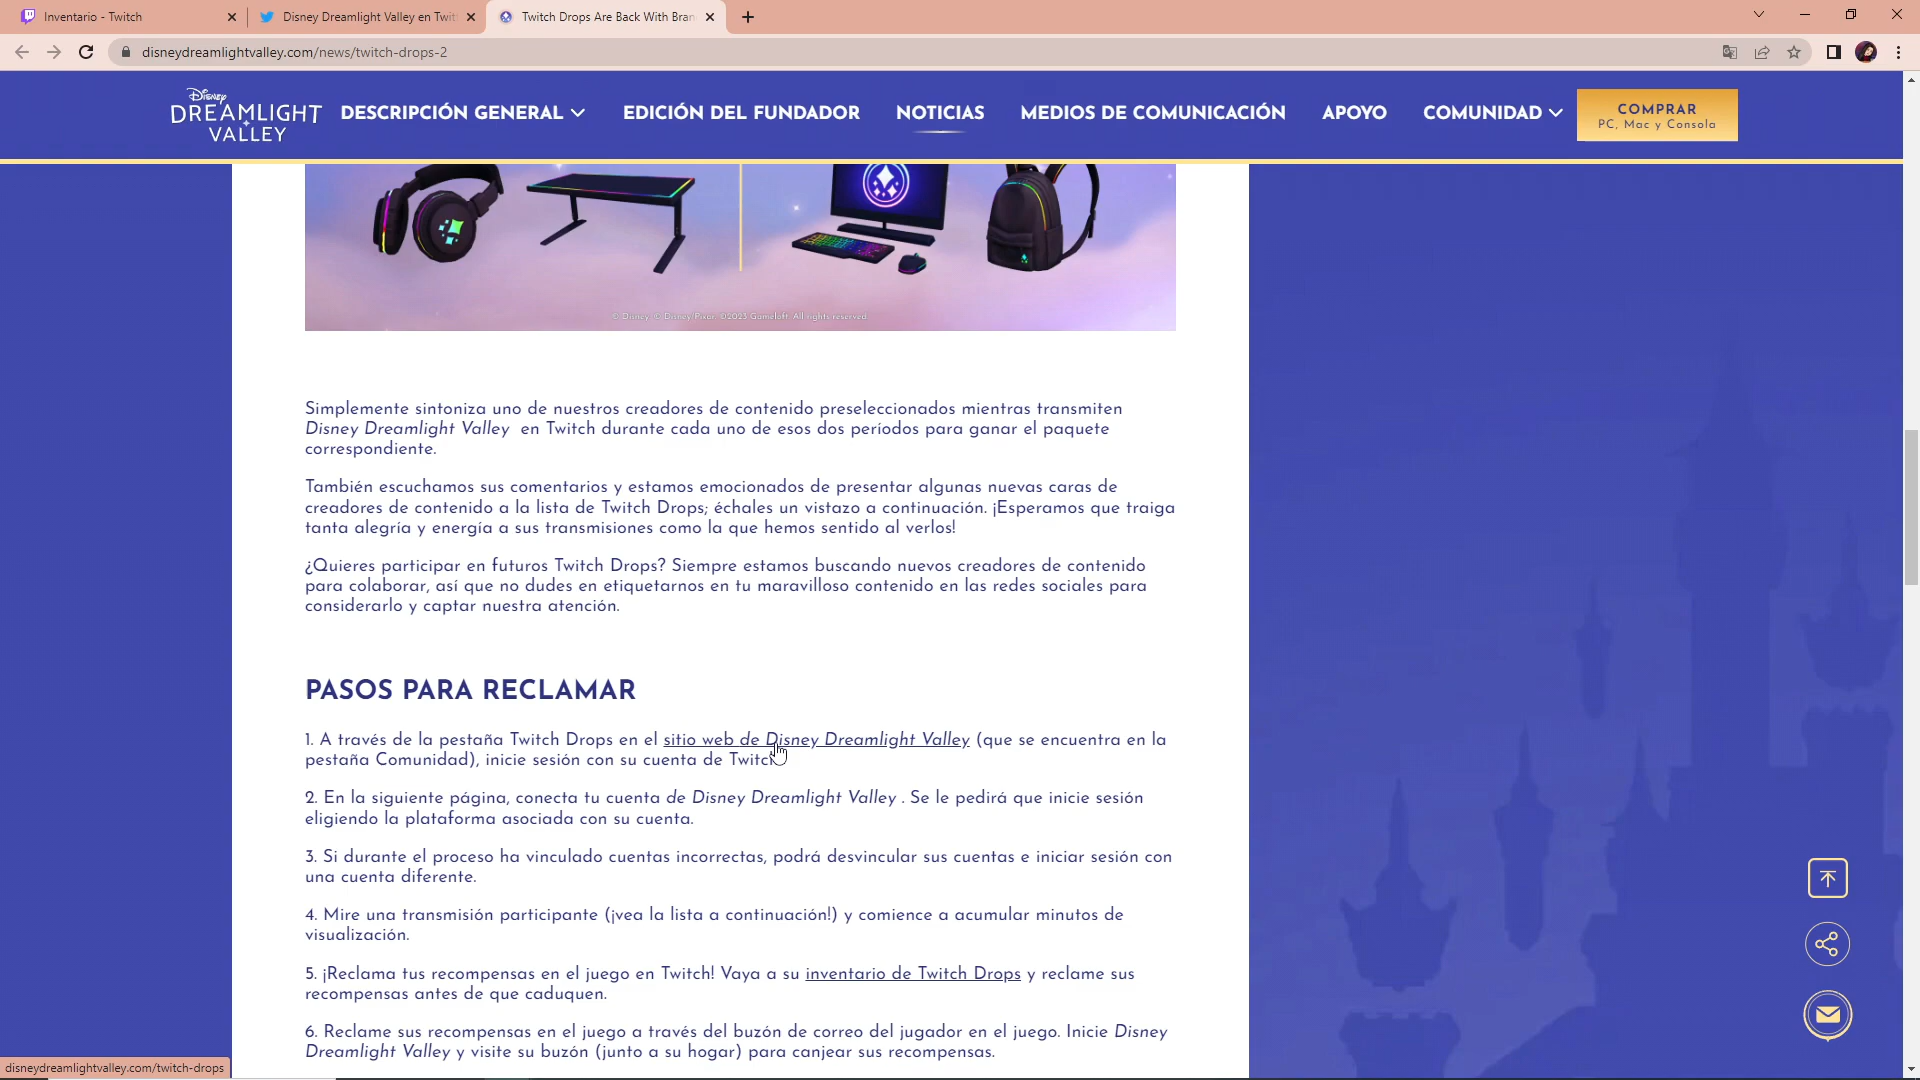 Inventario - Twitch
Disney Dreamlight Valley en Twit
Twitch Drops Are Back With Bran
disneydreamlightvalley.com/news/twitch-drops-2
Disney
DREAMLIGHT
VALLEY
DESCRIPCIÓN GENERAL
EDICIÓN DEL FUNDADOR
NOTICIAS
MEDIOS DE COMUNICACIÓN
APOYO
COMUNIDAD
COMPRAR
PC, Mac y Consola
© Disney. © Disney/Pixar. ©2023 Gameloft. All rights reserved.
Simplemente sintoniza uno de nuestros creadores de contenido preseleccionados mientras transmiten
Disney Dreamlight Valley en Twitch durante cada uno de esos dos períodos para ganar el paquete
correspondiente.
También escuchamos sus comentarios y estamos emocionados de presentar algunas nuevas caras de
creadores de contenido a la lista de Twitch Drops; échales un vistazo a continuación. ¡Esperamos que traiga
tanta alegría y energía a sus transmisiones como la que hemos sentido al verlos!
¿Quieres participar en futuros Twitch Drops? Siempre estamos buscando nuevos creadores de contenido
para colaborar, así que no dudes en etiquetarnos en tu maravilloso contenido en las redes sociales para
considerarlo y captar nuestra atención.
PASOS PARA RECLAMAR
1. A través de la pestaña Twitch Drops en el sitio web de Disney Dreamlight Valley (que se encuentra en la
pestaña Comunidad), inicie sesión con su cuenta de Twitch
2. En la siguiente página, conecta tu cuenta de Disney Dreamlight Valley . Se le pedirá que inicie sesión
eligiendo la plataforma asociada con su cuenta.
3. Si durante el proceso ha vinculado cuentas incorrectas, podrá desvincular sus cuentas e iniciar sesión con
una cuenta diferente.
4. Mire una transmisión participante (¡vea la lista a continuación!) y comience a acumular minutos de
visualización.
5. ¡Reclama tus recompensas en el juego en Twitch! Vaya a su inventario de Twitch Drops y reclame sus
recompensas antes de que caduquen.
6. Reclame sus recompensas en el juego a través del buzón de correo del jugador en el juego. Inicie Disney
Dreamlight Valley y visite su buzón (junto a su hogar) para canjear sus recompensas.
disneydreamlightvalley.com/twitch-drops